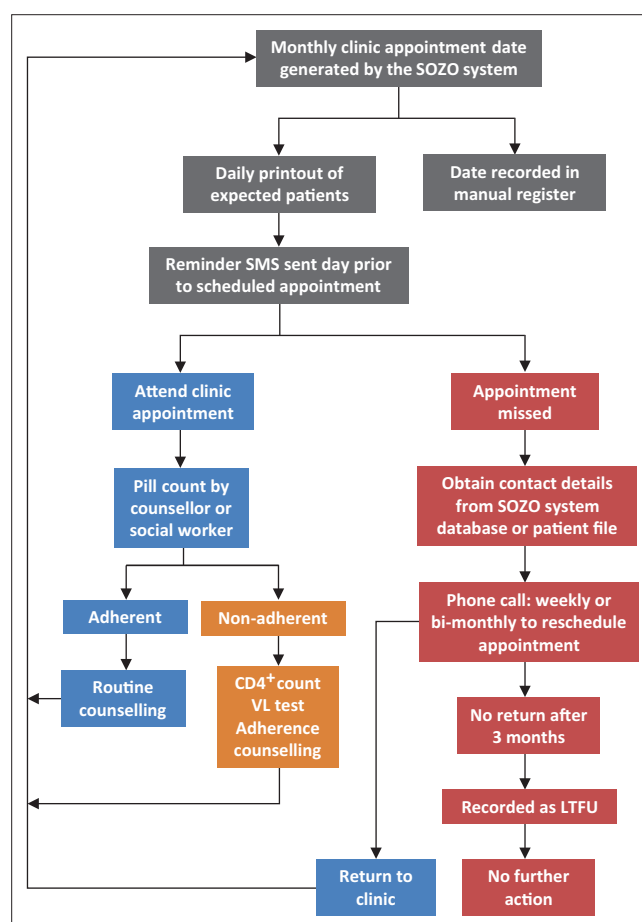 Monthly clinic appointment date
generated by the SOZO system
Daily printout of
expected patients
Date recorded in
manual register
Reminder SMS sent day prior
to scheduled appointment
Attend clinic
appointment
Appointment
missed
Pill count by
counsellor or
social worker
Obtain contact details
from SOZO system
database or patient file
Adherent
Non-adherent
Phone call: weekly or
bi-monthly to reschedule
appointment
Routine
counselling
CD4⁺ count
VL test
Adherence
counselling
No return after
3 months
Recorded as LTFU
Return to
clinic
No further
action